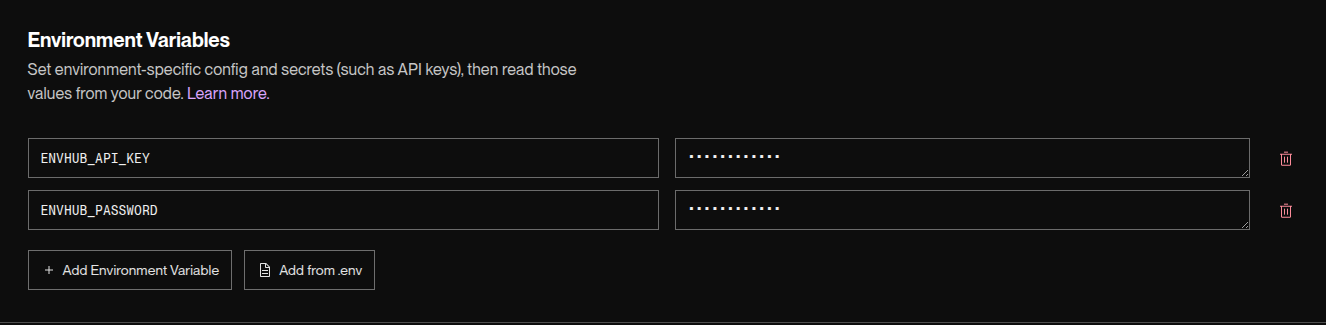 Environment Variables
Set environment-specific config and secrets (such as API keys), then read those
values from your code. Learn more.
ENVHUB_API_KEY ············
ENVHUB_PASSWORD ············
+ Add Environment Variable Add from .env